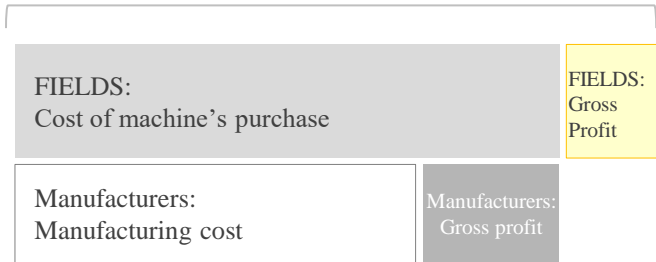 FIELDS:
Cost of machine’s purchase
FIELDS:
Gross
Profit
Manufacturers:
Manufacturing cost
Manufacturers:
Gross profit